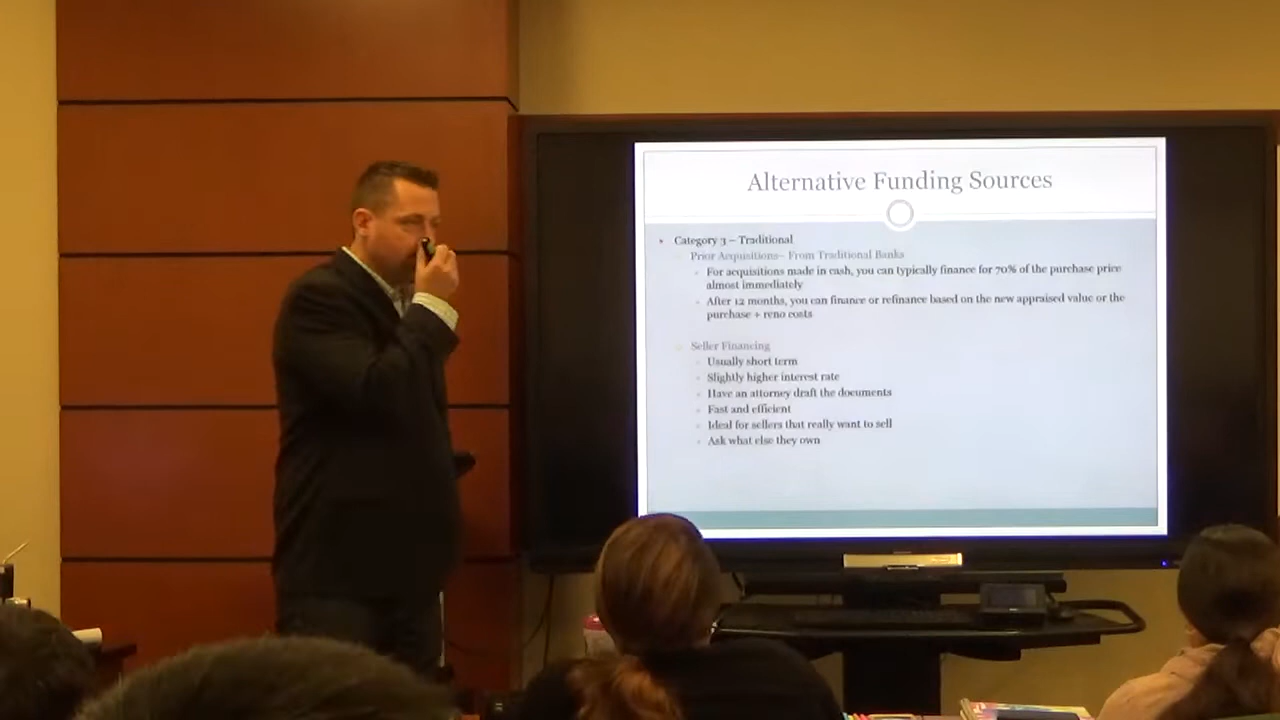 Alternative Funding Sources
Category 3 – Traditional
Prior Acquisitions– From Traditional Banks
For acquisitions made in cash, you can typically finance for 70% of the purchase price
almost immediately
After 12 months, you can finance or refinance based on the new appraised value or the
purchase + reno costs
Seller Financing
Usually short term
Slightly higher interest rate
Have an attorney draft the documents
Fast and efficient
Ideal for sellers that really want to sell
Ask what else they own